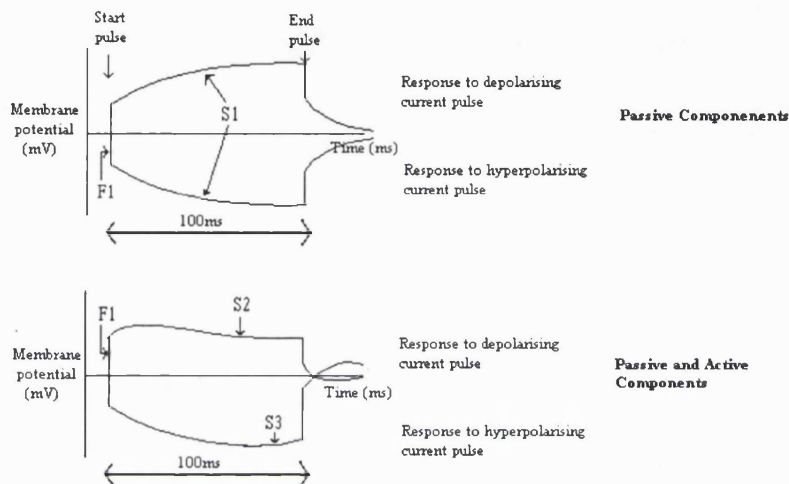 Start
pulse
End
pulse
Response to depolarising
current pulse
Passive Componenents
Membrane
potential
(mV)
S1
Time (ms)
F1
Response to hyperpolarising
current pulse
100ms
F1
S2
Membrane
potential
(mV)
Response to depolarising
current pulse
Passive and Active
Components
Time (ms)
S3
Response to hyperpolarising
current pulse
100ms